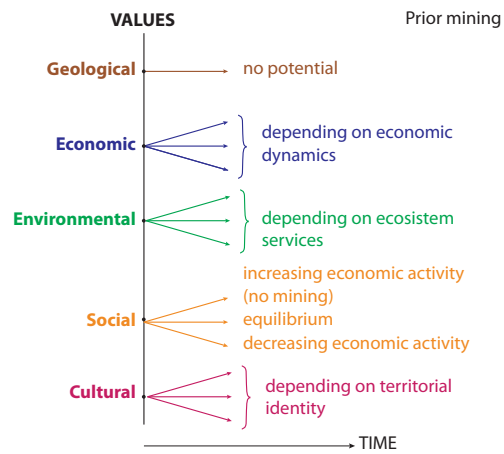 VALUES
Prior mining
Geological
no potential
Economic
depending on economic
dynamics
Environmental
depending on ecosistem
services
increasing economic activity
(no mining)
Social
equilibrium
decreasing economic activity
Cultural
depending on territorial
identity
TIME